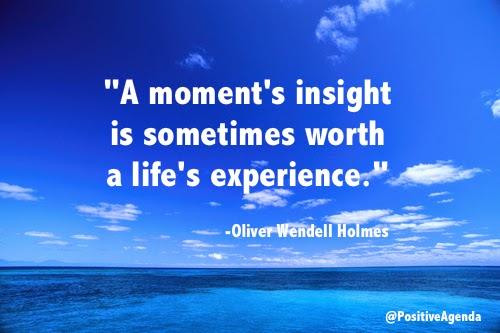 "A moment's insight
is sometimes worth
a life's experience."
-Oliver Wendell Holmes
@PositiveAgenda